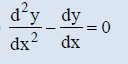 d²y/dx² − dy/dx = 0